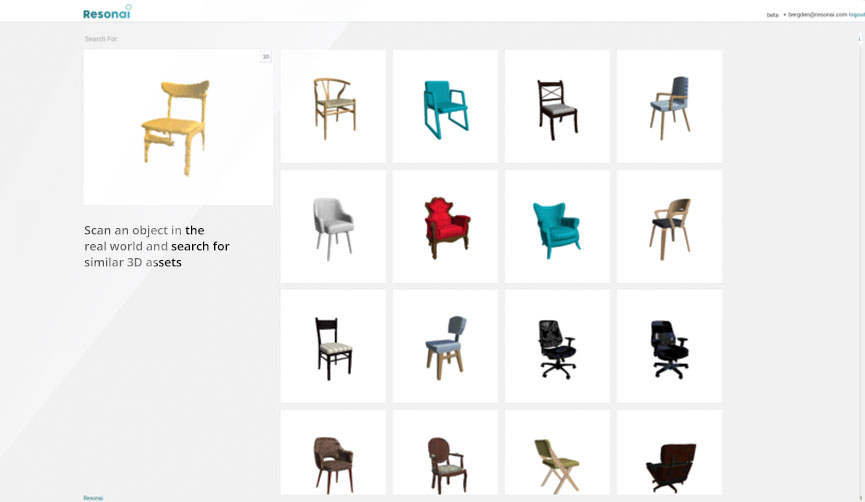 Resonai
beta • bergden@resonai.com logout
Search For:
3D
Scan an object in the
real world and search for
similar 3D assets
Resonai